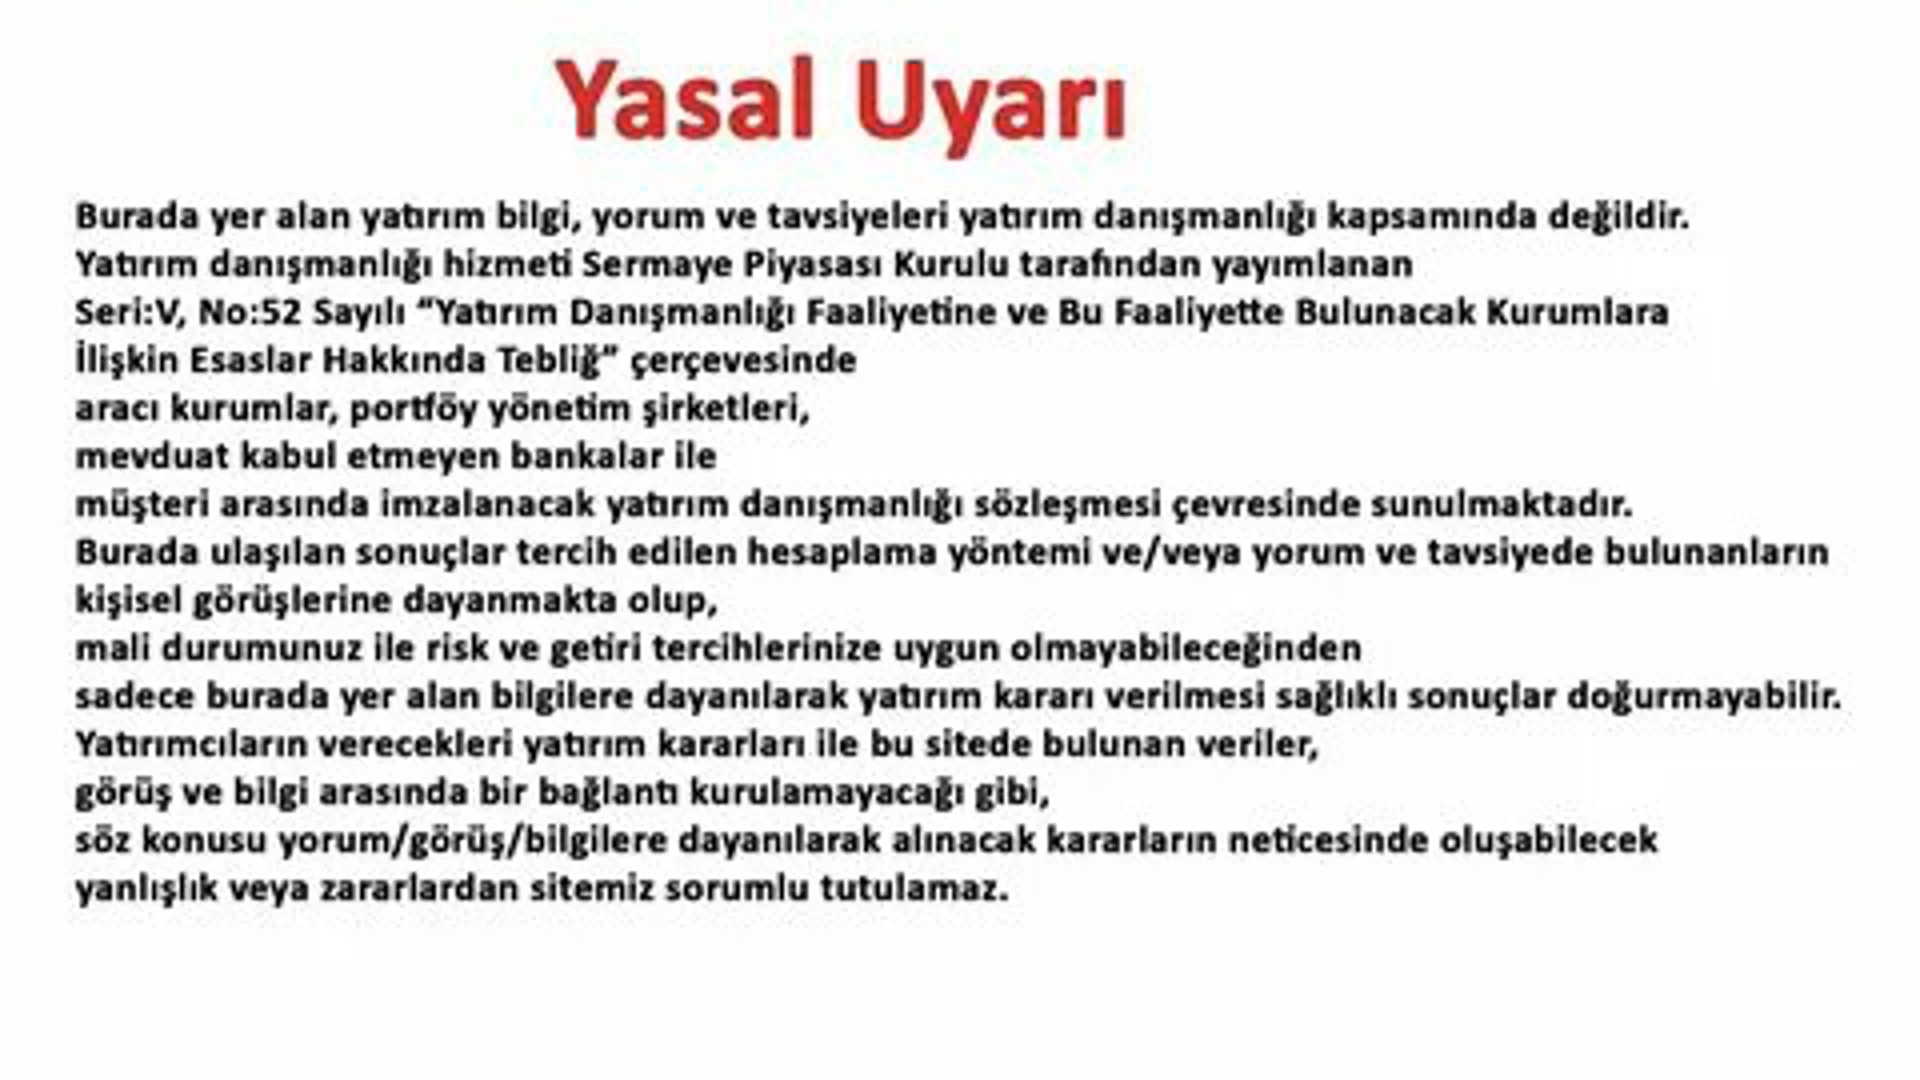 Yasal Uyarı
Burada yer alan yatırım bilgi, yorum ve tavsiyeleri yatırım danışmanlığı kapsamında değildir.
Yatırım danışmanlığı hizmeti Sermaye Piyasası Kurulu tarafından yayımlanan
Seri:V, No:52 Sayılı “Yatırım Danışmanlığı Faaliyetine ve Bu Faaliyette Bulunacak Kurumlara
İlişkin Esaslar Hakkında Tebliğ” çerçevesinde
aracı kurumlar, portföy yönetim şirketleri,
mevduat kabul etmeyen bankalar ile
müşteri arasında imzalanacak yatırım danışmanlığı sözleşmesi çevresinde sunulmaktadır.
Burada ulaşılan sonuçlar tercih edilen hesaplama yöntemi ve/veya yorum ve tavsiyede bulunanların
kişisel görüşlerine dayanmakta olup,
mali durumunuz ile risk ve getiri tercihlerinize uygun olmayabileceğinden
sadece burada yer alan bilgilere dayanılarak yatırım kararı verilmesi sağlıklı sonuçlar doğurmayabilir.
Yatırımcıların verecekleri yatırım kararları ile bu sitede bulunan veriler,
görüş ve bilgi arasında bir bağlantı kurulamayacağı gibi,
söz konusu yorum/görüş/bilgilere dayanılarak alınacak kararların neticesinde oluşabilecek
yanlışlık veya zararlardan sitemiz sorumlu tutulamaz.